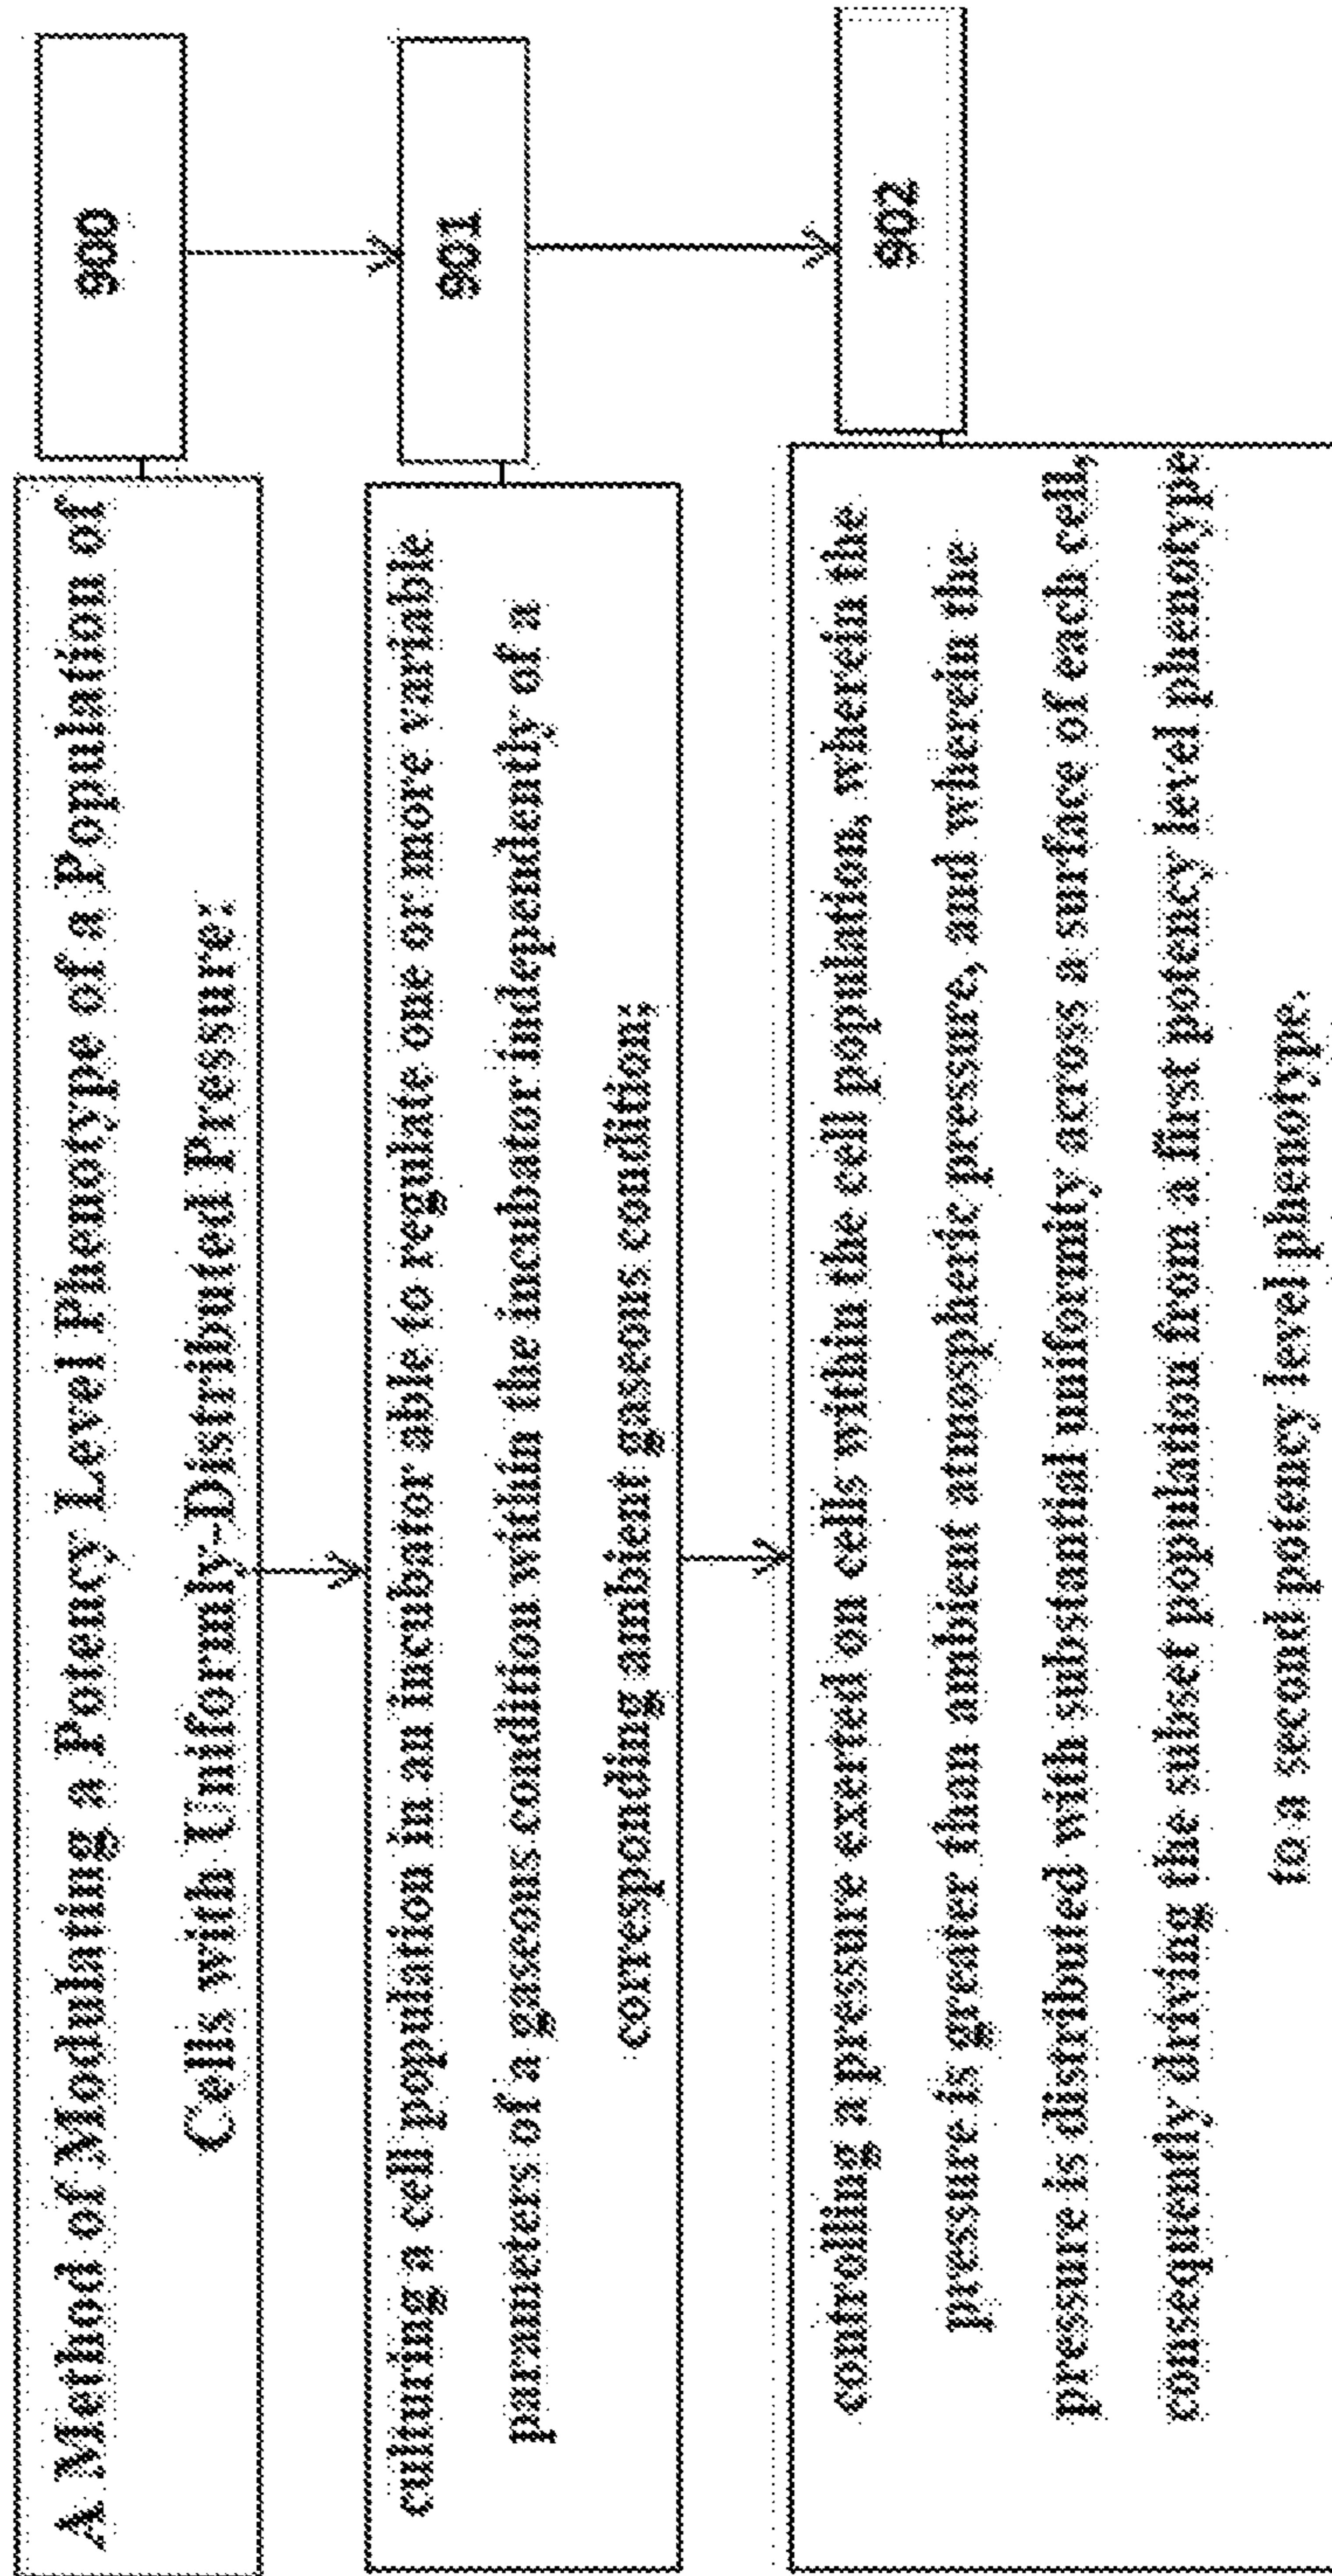 A Method of Modulating a Potency Level Phenotype of a Population of
Cells with Uniformly-Distributed Pressure:
900
culturing a cell population in an incubator able to regulate one or more variable
parameters of a gaseous condition within the incubator independently of a
corresponding ambient gaseous condition;
901
controlling a pressure exerted on cells within the cell population, wherein the
pressure is greater than ambient atmospheric pressure, and wherein the
pressure is distributed with substantial uniformity across a surface of each cell,
consequently driving the subset population from a first potency level phenotype
to a second potency level phenotype.
902